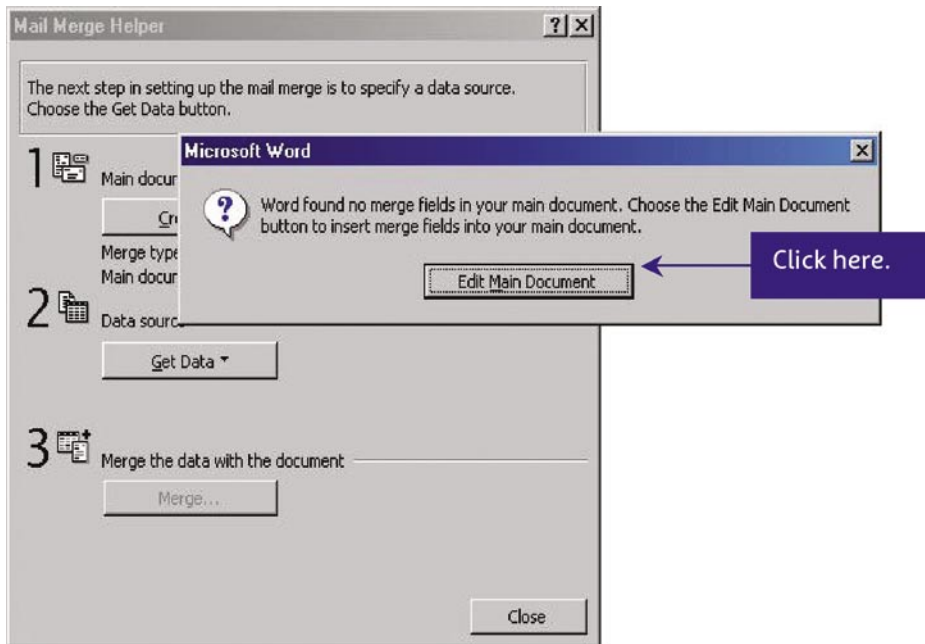 Mail Merge Helper
The next step in setting up the mail merge is to specify a data source.
Choose the Get Data button.
1
Main docur
Cr
Merge type
Main docur
Microsoft Word
Word found no merge fields in your main document. Choose the Edit Main Document
button to insert merge fields into your main document.
Edit Main Document
Click here.
2
Data sourc
Get Data
3
Merge the data with the document
Merge...
Close